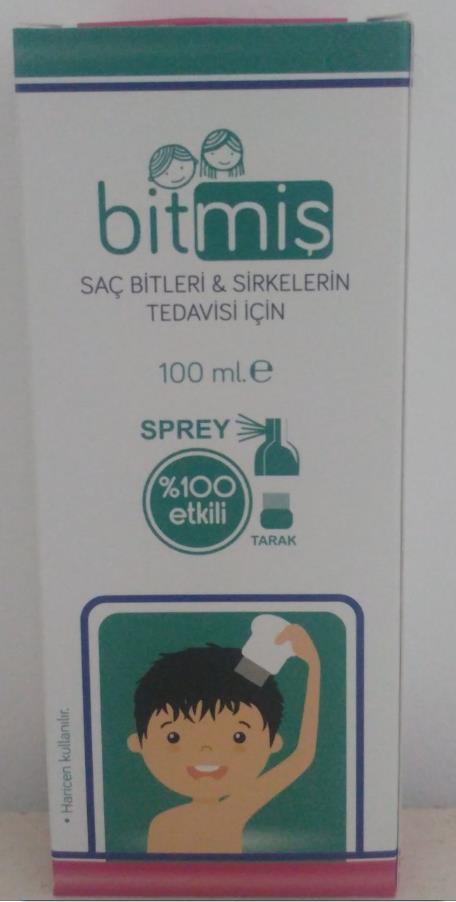 bitmiş
SAÇ BİTLERİ & SİRKELERİN
TEDAVİSİ İÇİN
100 ml.e
SPREY
%100
etkili
TARAK
• Haricen kullanılır.